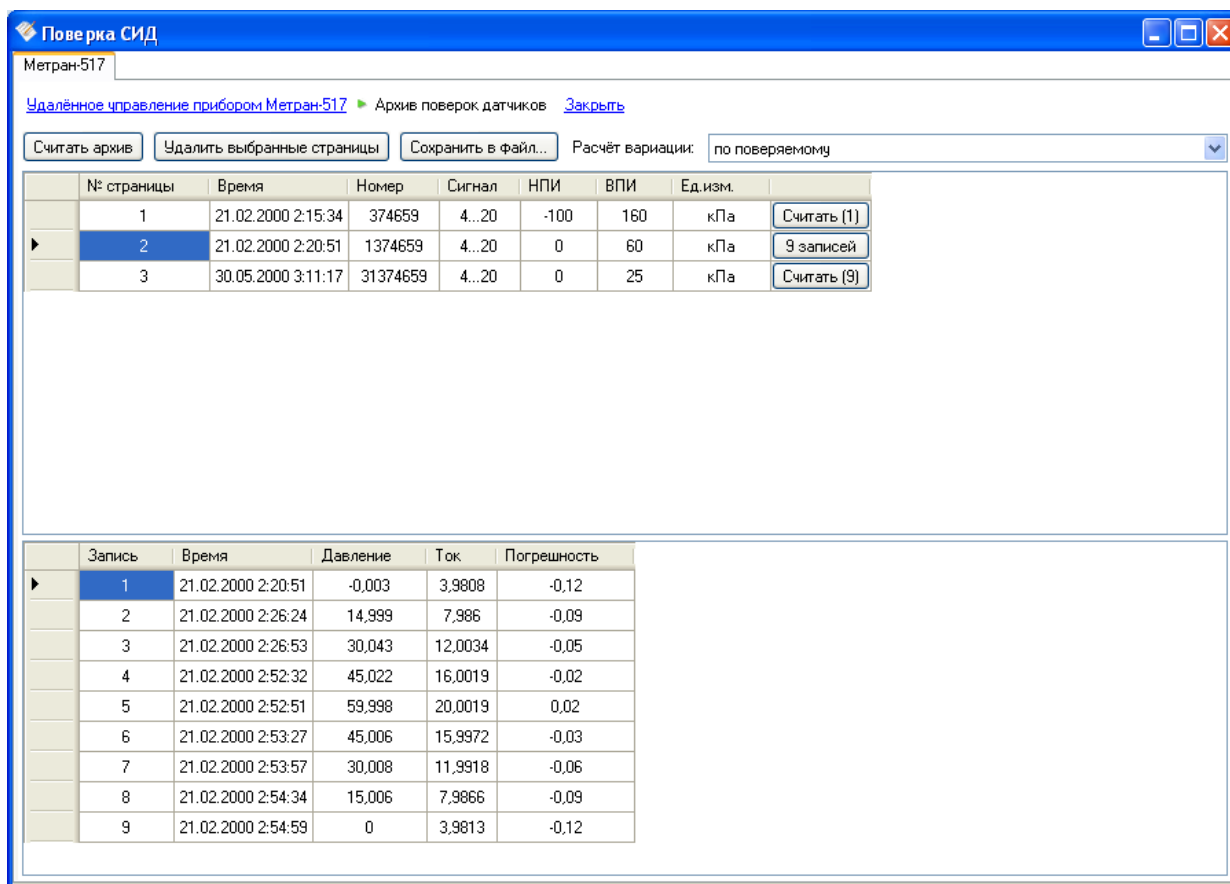 Поверка СИД
Метран-517
Удалённое управление прибором Метран-517 Архив поверок датчиков Закрыть
Считать архив Удалить выбранные страницы Сохранить в файл... Расчёт вариации: по поверяемому
№ страницы Время Номер Сигнал НПИ ВПИ Ед.изм.
1 21.02.2000 2:15:34 374659 4...20 -100 160 кПа Считать (1)
2 21.02.2000 2:20:51 1374659 4...20 0 60 кПа 9 записей
3 30.05.2000 3:11:17 31374659 4...20 0 25 кПа Считать (9)
Запись Время Давление Ток Погрешность
1 21.02.2000 2:20:51 -0,003 3,9808 -0,12
2 21.02.2000 2:26:24 14,999 7,986 -0,09
3 21.02.2000 2:26:53 30,043 12,0034 -0,05
4 21.02.2000 2:52:32 45,022 16,0019 -0,02
5 21.02.2000 2:52:51 59,998 20,0019 0,02
6 21.02.2000 2:53:27 45,006 15,9972 -0,03
7 21.02.2000 2:53:57 30,008 11,9918 -0,06
8 21.02.2000 2:54:34 15,006 7,9866 -0,09
9 21.02.2000 2:54:59 0 3,9813 -0,12